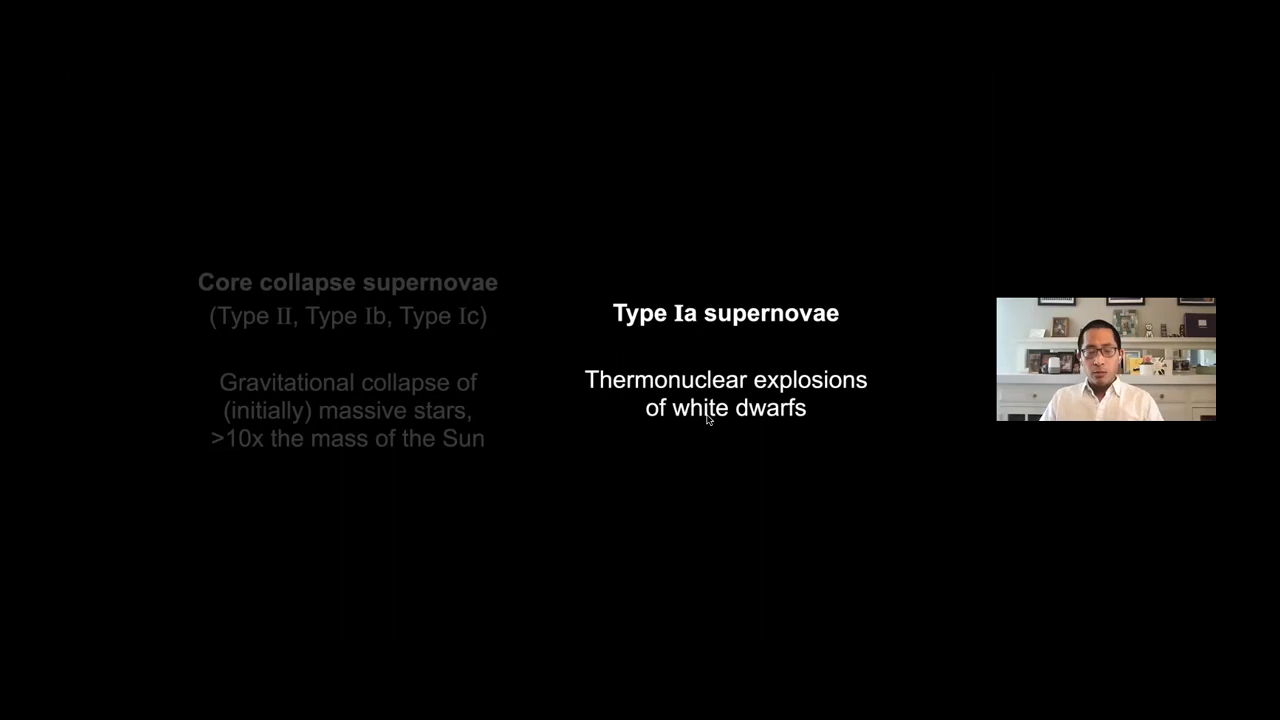 Core collapse supernovae
(Type II, Type Ib, Type Ic)
Gravitational collapse of
(initially) massive stars,
>10x the mass of the Sun
Type Ia supernovae
Thermonuclear explosions
of white dwarfs